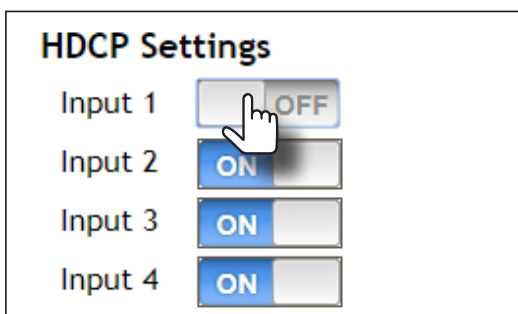 HDCP Settings
Input 1 OFF
Input 2 ON
Input 3 ON
Input 4 ON